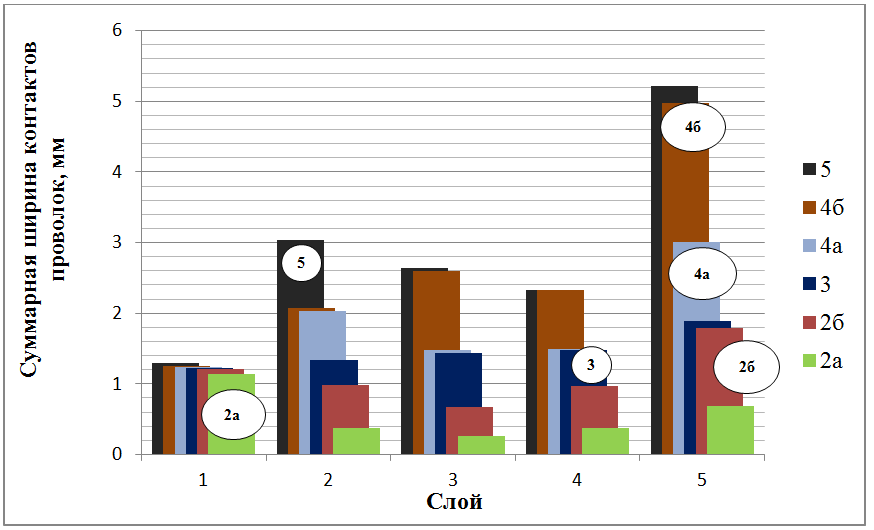 Суммарная ширина контактов
проволок, мм
6
5
4
3
2
1
0
2а
5
3
4б
4а
2б
1 2 3 4 5
Слой
5
4б
4а
3
2б
2а